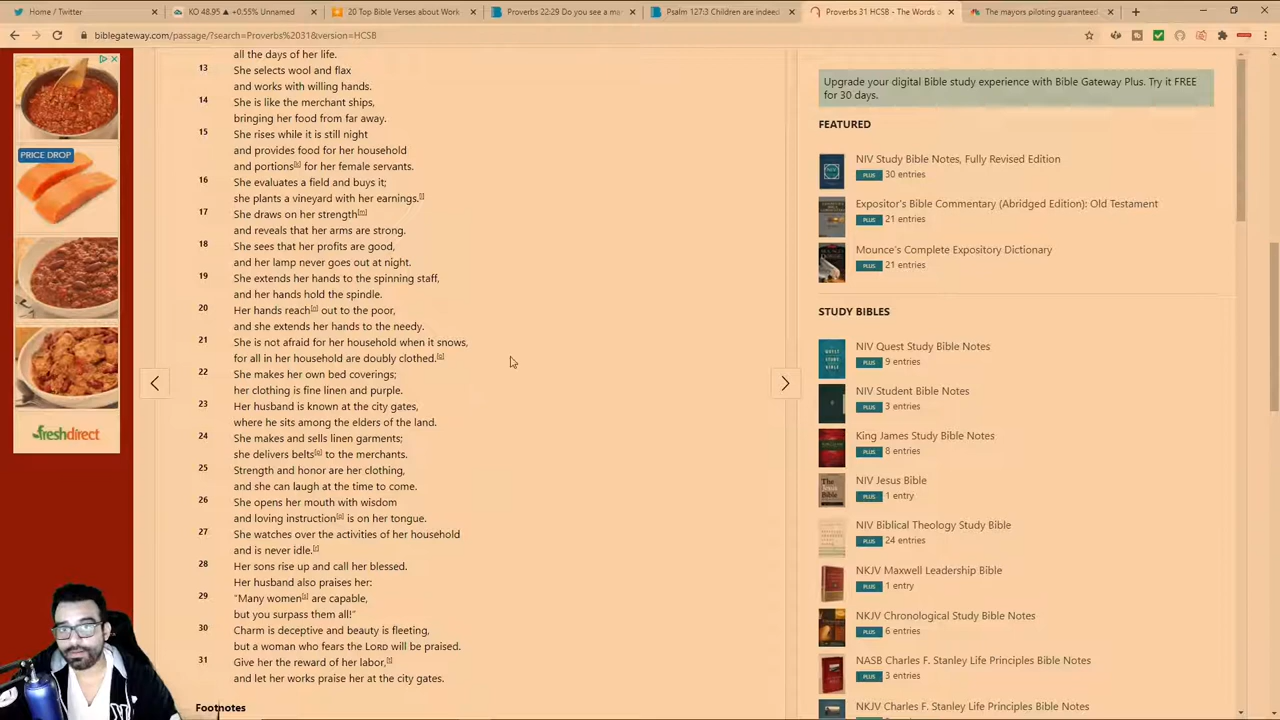 Home / Twitter
KO 48.95 ▲ +0.55% Unnamed
20 Top Bible Verses about Work
Proverbs 22:29 Do you see a ma
Psalm 127:3 Children are indeed
Proverbs 31 HCSB - The Words o
The mayors piloting guaranteed
biblegateway.com/passage/?search=Proverbs%2031&version=HCSB
all the days of her life.
13 She selects wool and flax
and works with willing hands.
14 She is like the merchant ships,
bringing her food from far away.
15 She rises while it is still night
and provides food for her household
and portions for her female servants.
16 She evaluates a field and buys it;
she plants a vineyard with her earnings.
17 She draws on her strength
and reveals that her arms are strong.
18 She sees that her profits are good,
and her lamp never goes out at night.
19 She extends her hands to the spinning staff,
and her hands hold the spindle.
20 Her hands reach out to the poor,
and she extends her hands to the needy.
21 She is not afraid for her household when it snows,
for all in her household are doubly clothed.
22 She makes her own bed coverings;
her clothing is fine linen and purple.
23 Her husband is known at the city gates,
where he sits among the elders of the land.
24 She makes and sells linen garments;
she delivers belts to the merchants.
25 Strength and honor are her clothing,
and she can laugh at the time to come.
26 She opens her mouth with wisdom
and loving instruction is on her tongue.
27 She watches over the activities of her household
and is never idle.
28 Her sons rise up and call her blessed.
Her husband also praises her:
29 “Many women are capable,
but you surpass them all!”
30 Charm is deceptive and beauty is fleeting,
but a woman who fears the LORD will be praised.
31 Give her the reward of her labor,
and let her works praise her at the city gates.
Footnotes
PRICE DROP
freshdirect
Upgrade your digital Bible study experience with Bible Gateway Plus. Try it FREE
for 30 days.
FEATURED
NIV Study Bible Notes, Fully Revised Edition
PLUS 30 entries
Expositor's Bible Commentary (Abridged Edition): Old Testament
PLUS 21 entries
Mounce's Complete Expository Dictionary
PLUS 21 entries
STUDY BIBLES
NIV Quest Study Bible Notes
PLUS 9 entries
NIV Student Bible Notes
PLUS 3 entries
King James Study Bible Notes
PLUS 8 entries
NIV Jesus Bible
PLUS 1 entry
NIV Biblical Theology Study Bible
PLUS 24 entries
NKJV Maxwell Leadership Bible
PLUS 1 entry
NKJV Chronological Study Bible Notes
PLUS 6 entries
NASB Charles F. Stanley Life Principles Bible Notes
PLUS 3 entries
NKJV Charles F. Stanley Life Principles Bible Notes